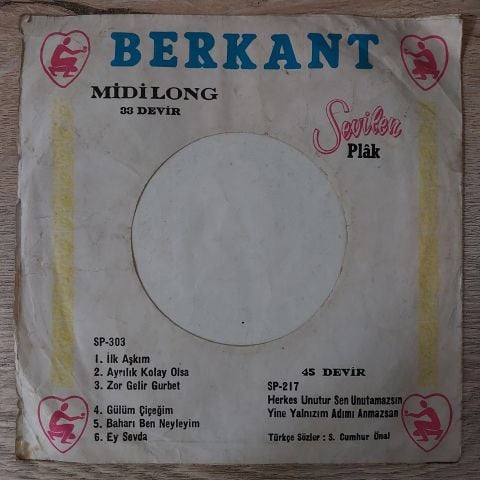 BERKANT
MİDİLONG
33 DEVİR
Sevilen
Plâk
SP-303
1. İlk Aşkım
2. Ayrılık Kolay Olsa
3. Zor Gelir Gurbet
4. Gülüm Çiçeğim
5. Baharı Ben Neyleyim
6. Ey Sevda
45 DEVİR
SP-217
Herkes Unutur Sen Unutamazsın
Yine Yalnızım Adımı Anmazsan
Türkçe Sözler : S. Cumhur Önal